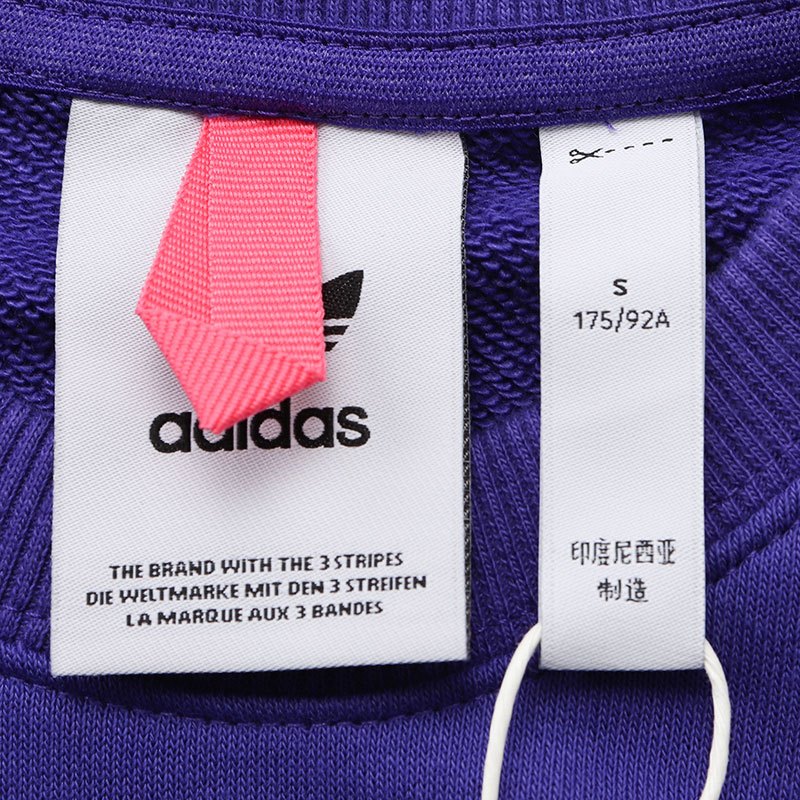 adidas
THE BRAND WITH THE 3 STRIPES
DIE WELTMARKE MIT DEN 3 STREIFEN
LA MARQUE AUX 3 BANDES
S
175/92A
印度尼西亚
制造